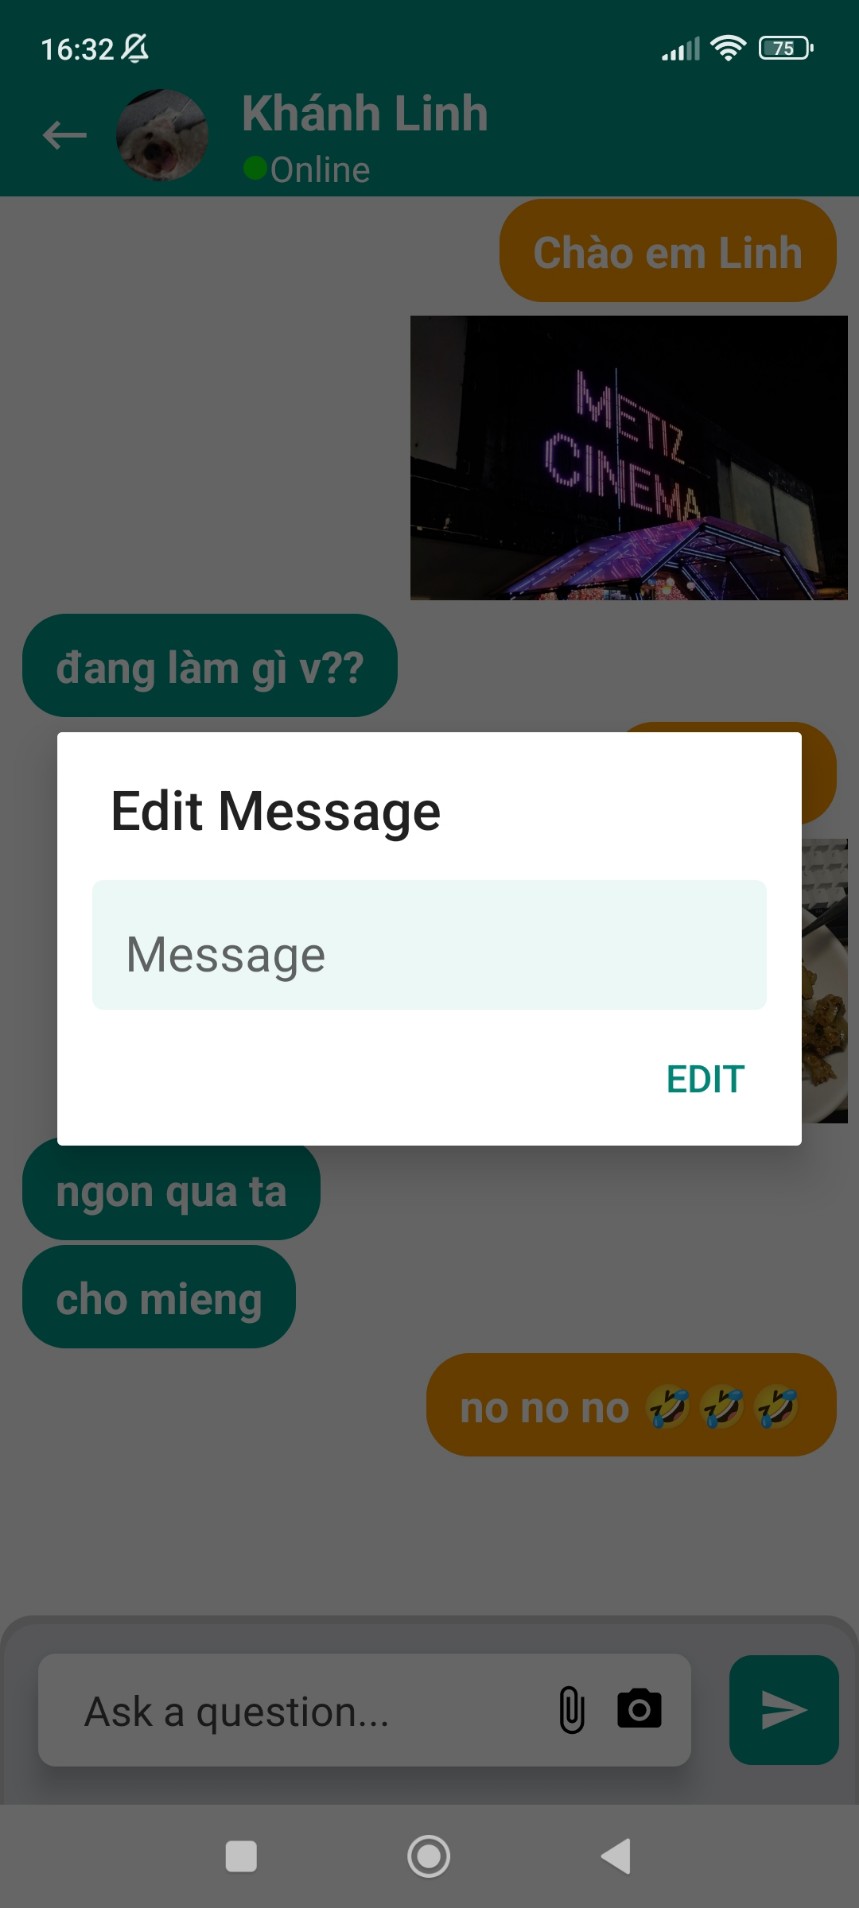 16:32
75
Khánh Linh
Online
Chào em Linh
METIZ
CINEMA
đang làm gì v??
Edit Message
Message
EDIT
ngon qua ta
cho mieng
no no no 🤣🤣🤣
Ask a question...